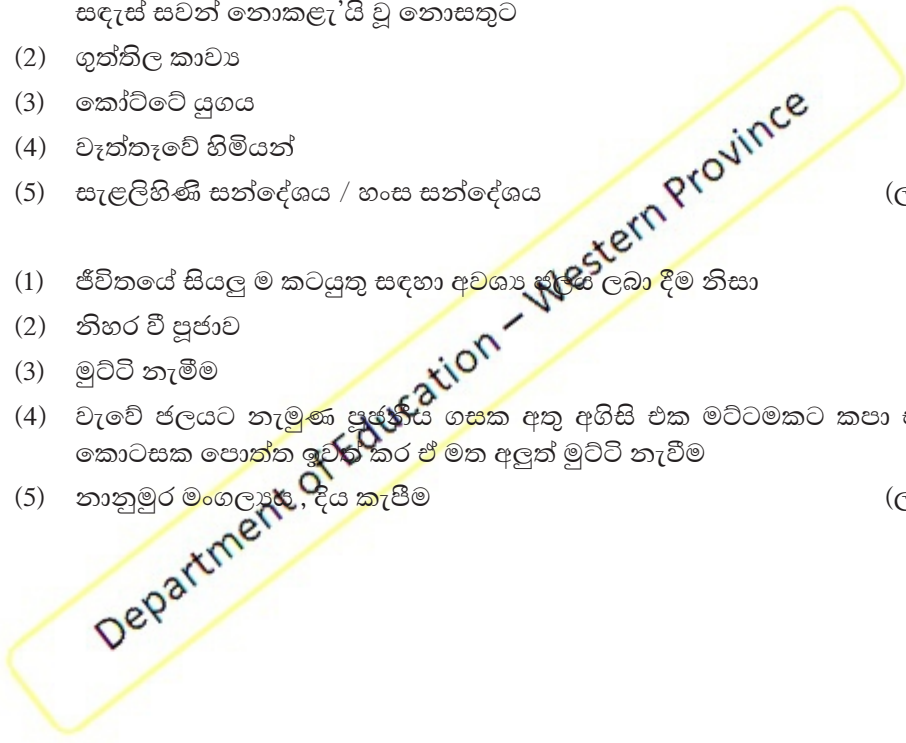 සඳැස් සවන් නොකළැ'යි වූ නොසතුට
(2) ගුත්තිල කාව්‍ය
(3) කෝට්ටේ යුගය
(4) වෑත්තෑවේ හිමියන්
(5) සැළලිහිණි සන්දේශය / හංස සන්දේශය (ල
(1) ජීවිතයේ සියලු ම කටයුතු සඳහා අවශ්‍ය ජලය ලබා දීම නිසා
(2) නිහර වී පූජාව
(3) මුට්ටි නැමීම
(4) වැවේ ජලයට නැමුණ පූජනීය ගසක අතු අගිසි එක මට්ටමකට කපා
කොටසක පොත්ත ඉවත් කර ඒ මත අලුත් මුට්ටි නැවීම
(5) නානුමුර මංගල්‍යය , දිය කැපීම (ල
Department of Education – Western Province